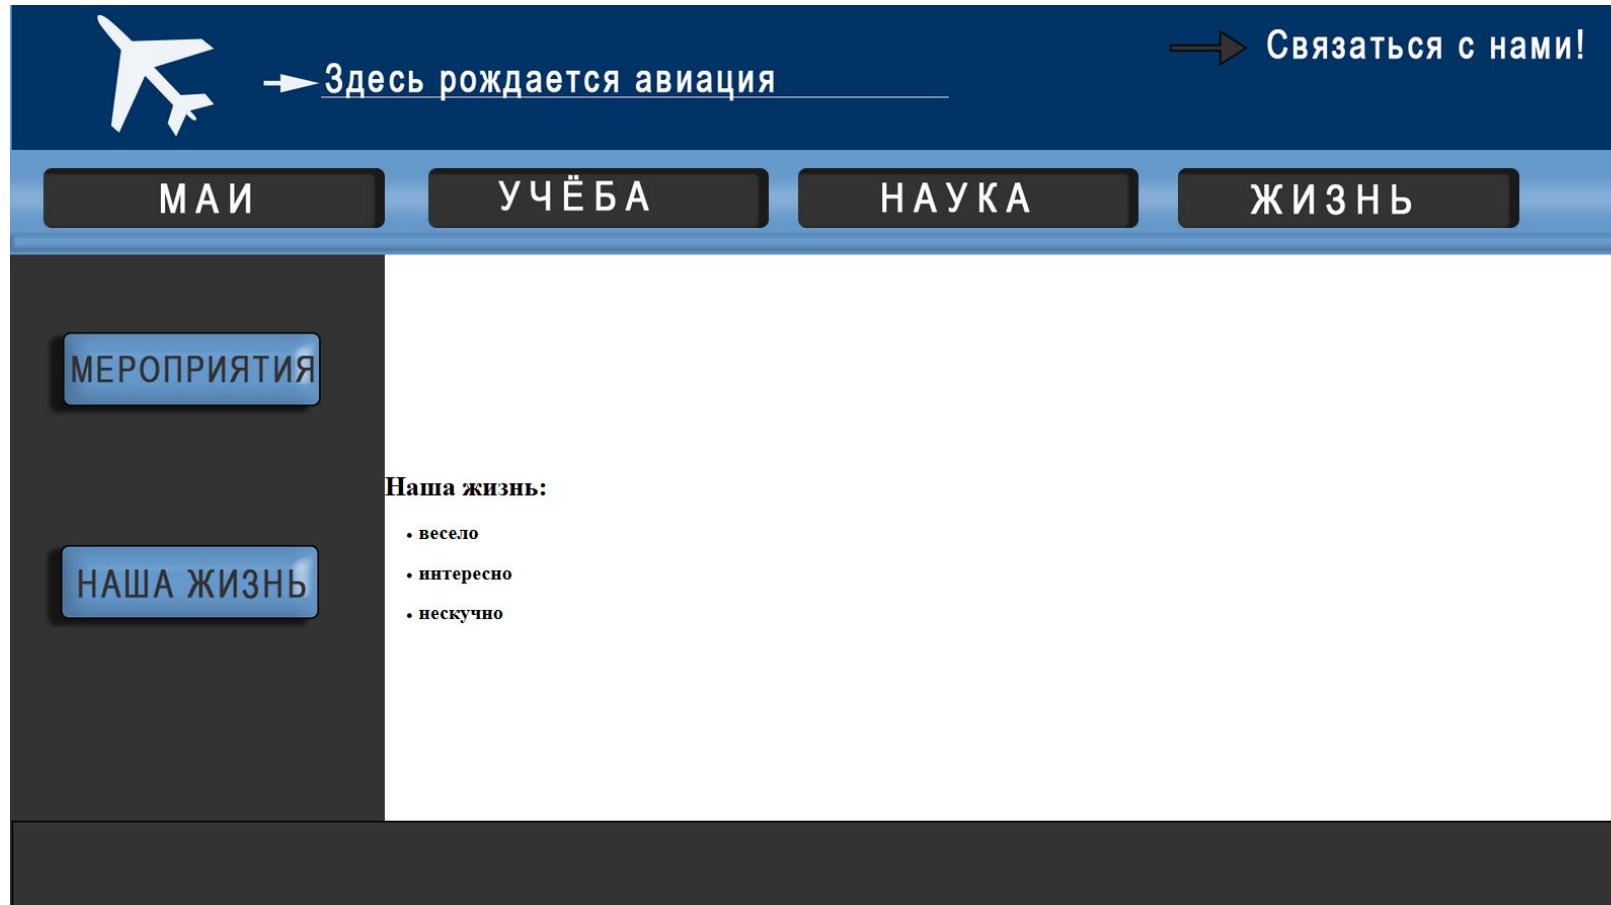 Связаться с нами!
Здесь рождается авиация
МАИ УЧЁБА НАУКА ЖИЗНЬ
МЕРОПРИЯТИЯ
Наша жизнь:
• весело
• интересно
НАША ЖИЗНЬ
• нескучно